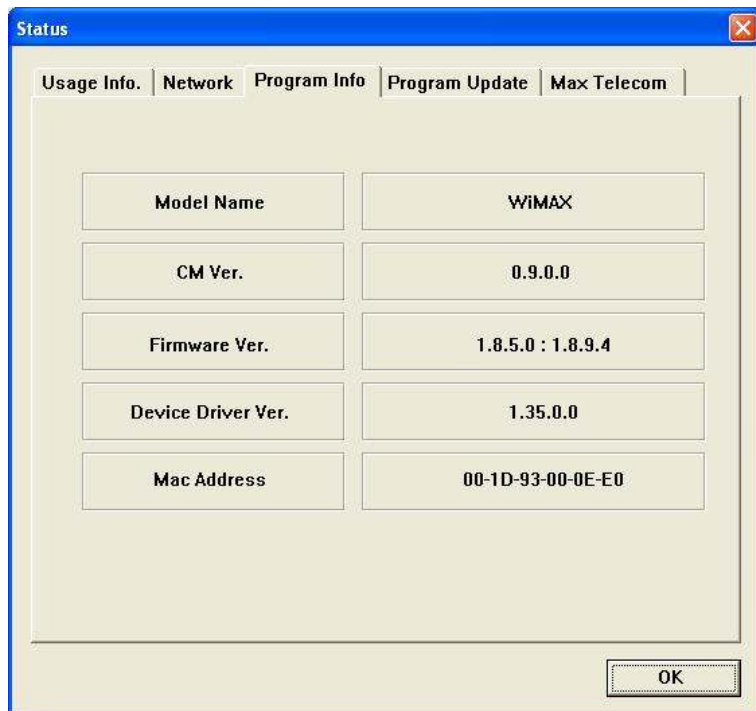 Status
Usage Info. Network Program Info Program Update Max Telecom
Model Name WiMAX
CM Ver. 0.9.0.0
Firmware Ver. 1.8.5.0 : 1.8.9.4
Device Driver Ver. 1.35.0.0
Mac Address 00-1D-93-00-0E-E0
OK